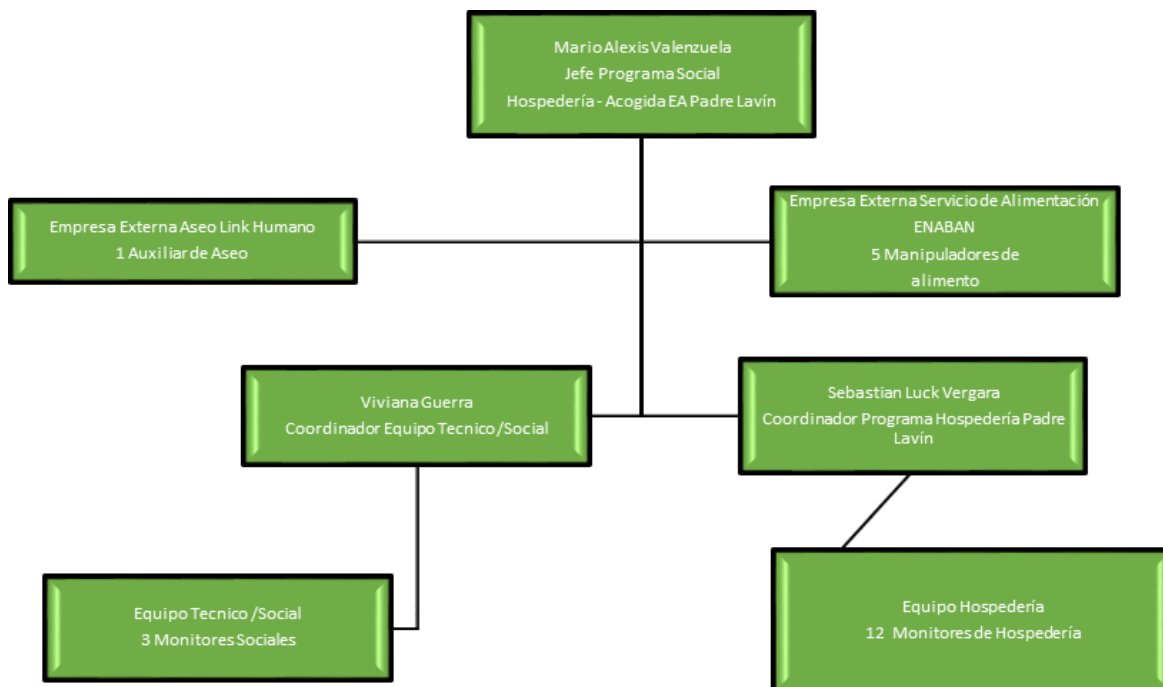 Mario Alexis Valenzuela
Jefe Programa Social
Hospedería - Acogida EA Padre Lavín
Empresa Externa Aseo Link Humano
1 Auxiliar de Aseo
Empresa Externa Servicio de Alimentación
ENABAN
5 Manipuladores de
alimento
Viviana Guerra
Coordinador Equipo Tecnico /Social
Sebastian Luck Vergara
Coordinador Programa Hospedería Padre
Lavín
Equipo Tecnico /Social
3 Monitores Sociales
Equipo Hospedería
12 Monitores de Hospedería